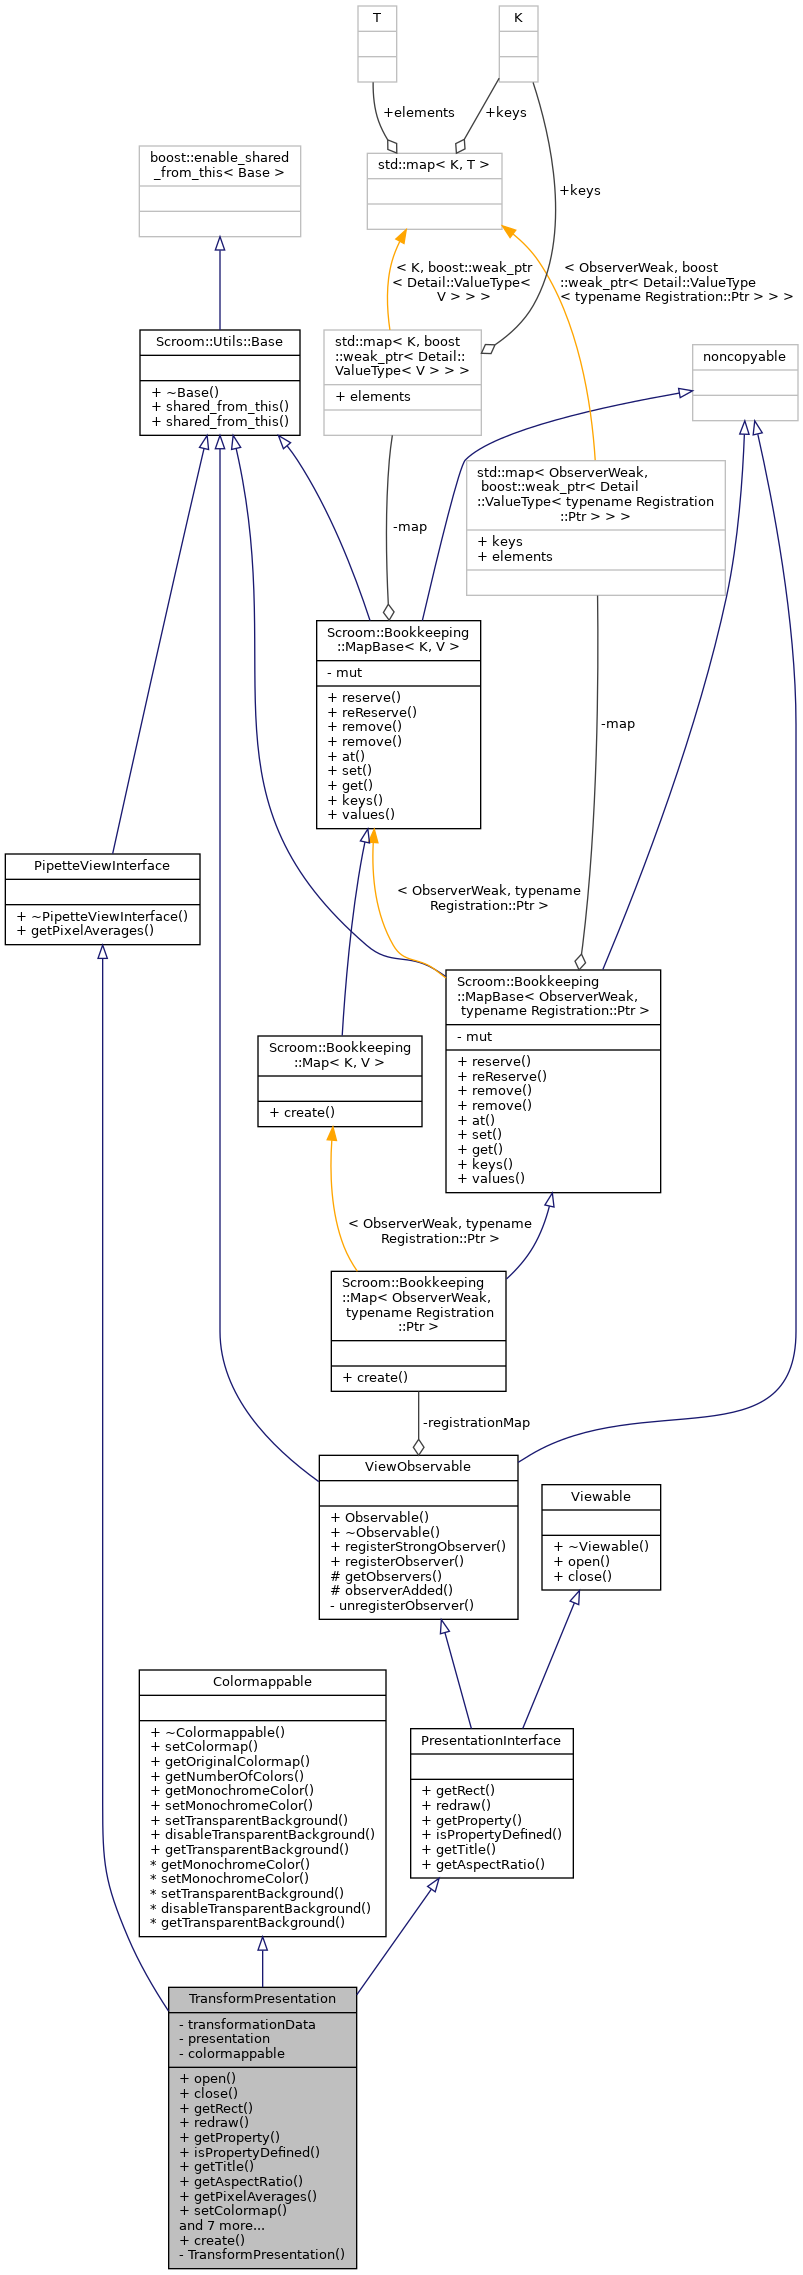 T
K
+elements
+keys
boost::enable_shared
_from_this< Base >
std::map< K, T >
+keys
< K, boost::weak_ptr
< Detail::ValueType<
V > > >
< ObserverWeak, boost
::weak_ptr< Detail::ValueType
< typename Registration::Ptr > > >
Scroom::Utils::Base
+ ~Base()
+ shared_from_this()
+ shared_from_this()
std::map< K, boost
::weak_ptr< Detail::
ValueType< V > > >
+ elements
noncopyable
std::map< ObserverWeak,
boost::weak_ptr< Detail
::ValueType< typename Registration
::Ptr > > >
+ keys
+ elements
-map
Scroom::Bookkeeping
::MapBase< K, V >
- mut
+ reserve()
+ reReserve()
+ remove()
+ remove()
+ at()
+ set()
+ get()
+ keys()
+ values()
-map
PipetteViewInterface
+ ~PipetteViewInterface()
+ getPixelAverages()
< ObserverWeak, typename
Registration::Ptr >
Scroom::Bookkeeping
::MapBase< ObserverWeak,
typename Registration::Ptr >
- mut
+ reserve()
+ reReserve()
+ remove()
+ remove()
+ at()
+ set()
+ get()
+ keys()
+ values()
Scroom::Bookkeeping
::Map< K, V >
+ create()
< ObserverWeak, typename
Registration::Ptr >
Scroom::Bookkeeping
::Map< ObserverWeak,
typename Registration
::Ptr >
+ create()
-registrationMap
ViewObservable
+ Observable()
+ ~Observable()
+ registerStrongObserver()
+ registerObserver()
# getObservers()
# observerAdded()
- unregisterObserver()
Viewable
+ ~Viewable()
+ open()
+ close()
Colormappable
+ ~Colormappable()
+ setColormap()
+ getOriginalColormap()
+ getNumberOfColors()
+ getMonochromeColor()
+ setMonochromeColor()
+ setTransparentBackground()
+ disableTransparentBackground()
+ getTransparentBackground()
* getMonochromeColor()
* setMonochromeColor()
* setTransparentBackground()
* disableTransparentBackground()
* getTransparentBackground()
PresentationInterface
+ getRect()
+ redraw()
+ getProperty()
+ isPropertyDefined()
+ getTitle()
+ getAspectRatio()
TransformPresentation
- transformationData
- presentation
- colormappable
+ open()
+ close()
+ getRect()
+ redraw()
+ getProperty()
+ isPropertyDefined()
+ getTitle()
+ getAspectRatio()
+ getPixelAverages()
+ setColormap()
and 7 more...
+ create()
- TransformPresentation()